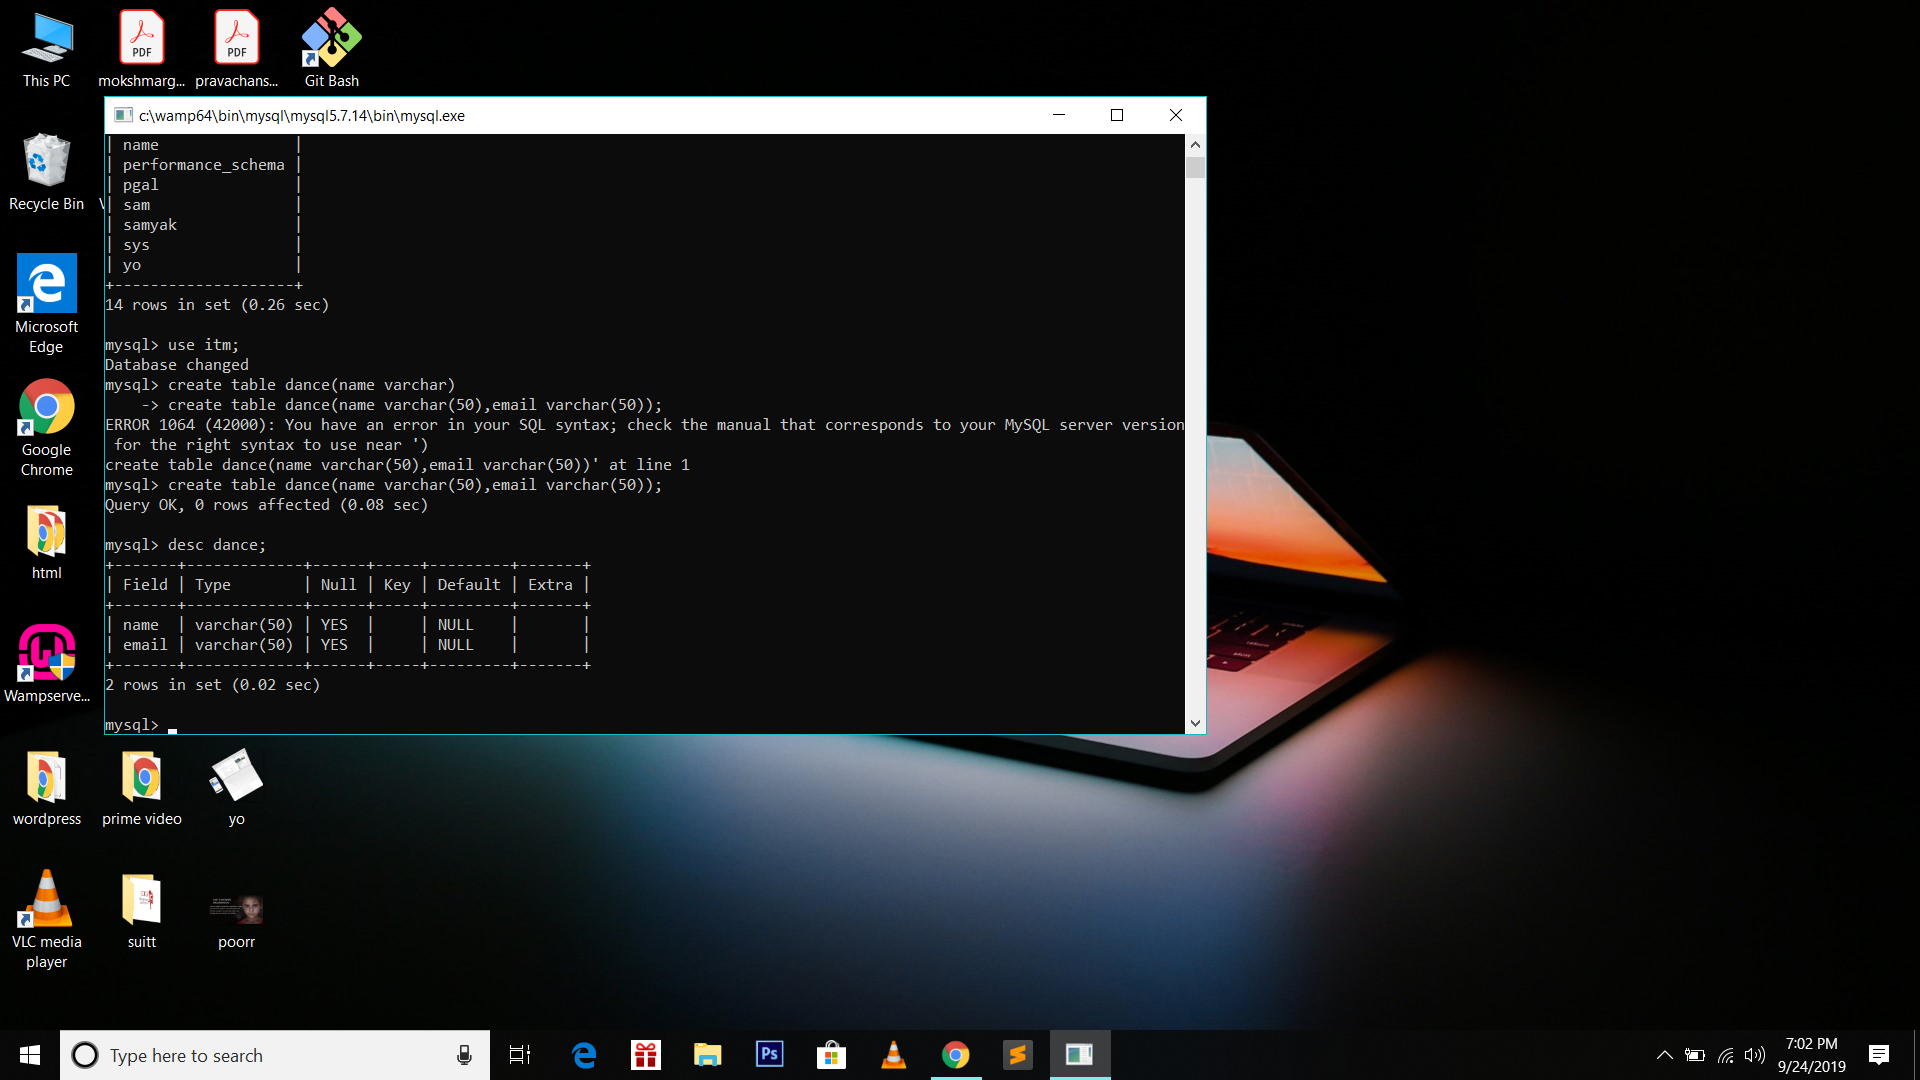 This PC
mokshmarg...
pravachans...
Git Bash
PDF
PDF
c:\wamp64\bin\mysql\mysql5.7.14\bin\mysql.exe
| name               |
| performance_schema |
| pgal               |
| sam                |
| samyak             |
| sys                |
| yo                 |
+--------------------+
14 rows in set (0.26 sec)
mysql> use itm;
Database changed
mysql> create table dance(name varchar)
    -> create table dance(name varchar(50),email varchar(50));
ERROR 1064 (42000): You have an error in your SQL syntax; check the manual that corresponds to your MySQL server version
 for the right syntax to use near ')
create table dance(name varchar(50),email varchar(50))' at line 1
mysql> create table dance(name varchar(50),email varchar(50));
Query OK, 0 rows affected (0.08 sec)
mysql> desc dance;
+-------+-------------+------+-----+---------+-------+
| Field | Type        | Null | Key | Default | Extra |
+-------+-------------+------+-----+---------+-------+
| name  | varchar(50) | YES  |     | NULL    |       |
| email | varchar(50) | YES  |     | NULL    |       |
+-------+-------------+------+-----+---------+-------+
2 rows in set (0.02 sec)
mysql>
Recycle Bin
Microsoft
Edge
Google
Chrome
html
Wampserve...
wordpress
prime video
yo
VLC media
player
suitt
poorr
Type here to search
Ps
7:02 PM
9/24/2019